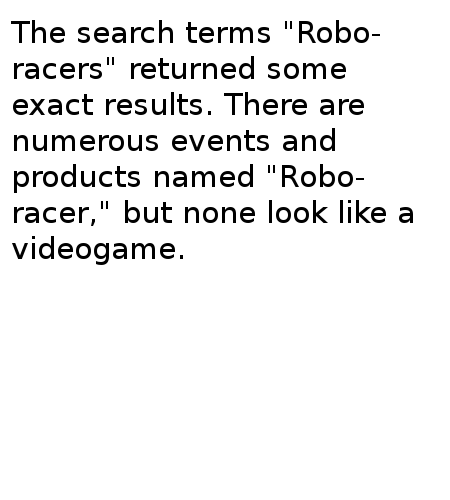 The search terms "Robo-
racers" returned some
exact results. There are
numerous events and
products named "Robo-
racer," but none look like a
videogame.